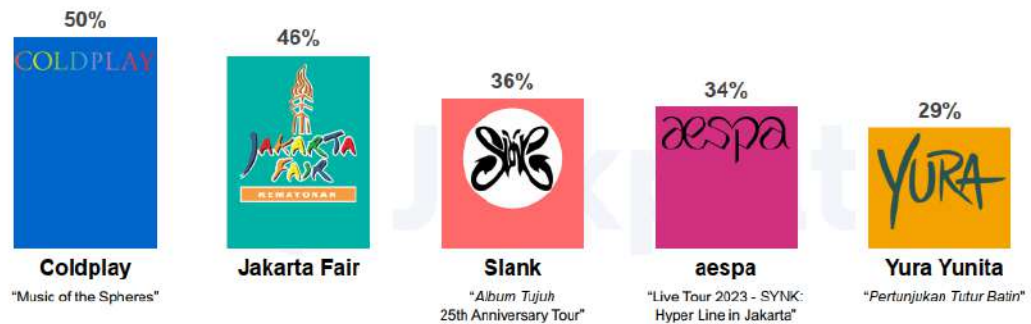 50%
46%
36%
34%
29%
COLDPLAY
JAKARTA
FAIR
KEMAYORAN
Slank
aespa
YURA
Jakpat
Coldplay
Jakarta Fair
Slank
aespa
Yura Yunita
"Music of the Spheres"
"Album Tujuh
25th Anniversary Tour"
"Live Tour 2023 - SYNK:
Hyper Line in Jakarta"
"Pertunjukan Tutur Batin"